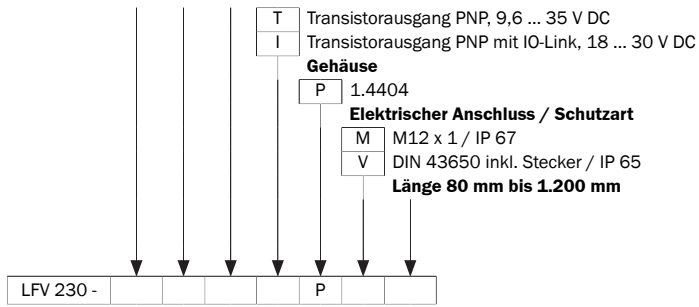 T Transistorausgang PNP, 9,6 ... 35 V DC
I Transistorausgang PNP mit IO-Link, 18 ... 30 V DC
Gehäuse
P 1.4404
Elektrischer Anschluss / Schutzart
M M12 x 1 / IP 67
V DIN 43650 inkl. Stecker / IP 65
Länge 80 mm bis 1.200 mm
LFV 230 - P